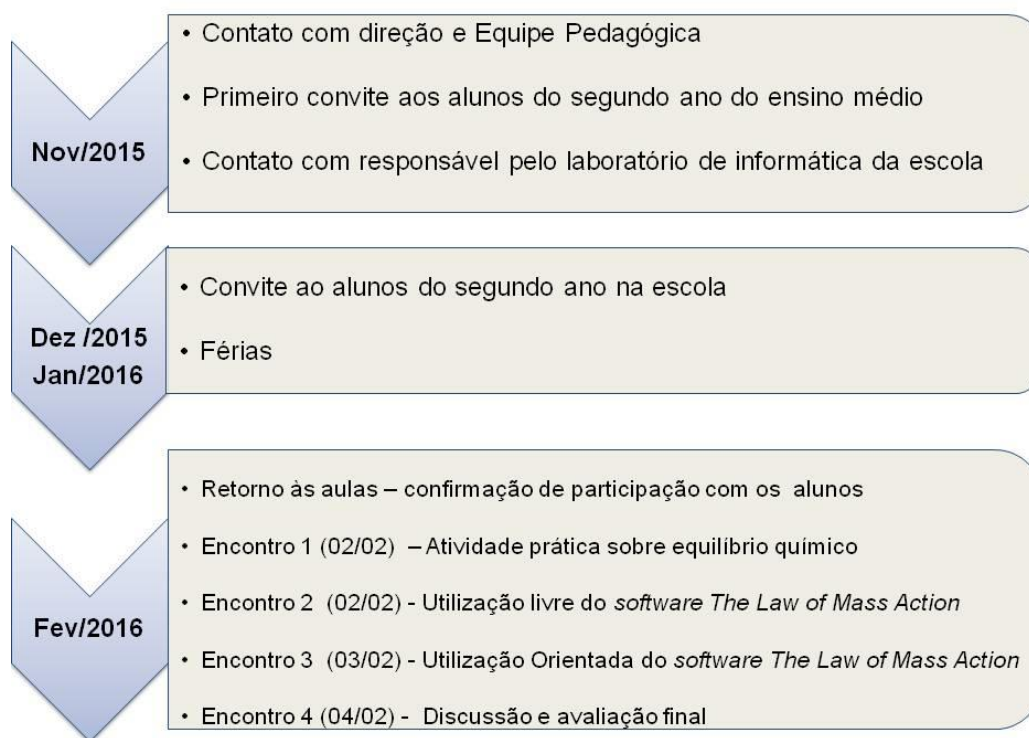 Nov/2015
• Contato com direção e Equipe Pedagógica
• Primeiro convite aos alunos do segundo ano do ensino médio
• Contato com responsável pelo laboratório de informática da escola
Dez /2015
Jan/2016
• Convite ao alunos do segundo ano na escola
• Férias
Fev/2016
• Retorno às aulas – confirmação de participação com os alunos
• Encontro 1 (02/02) – Atividade prática sobre equilíbrio químico
• Encontro 2 (02/02) - Utilização livre do software The Law of Mass Action
• Encontro 3 (03/02) - Utilização Orientada do software The Law of Mass Action
• Encontro 4 (04/02) - Discussão e avaliação final